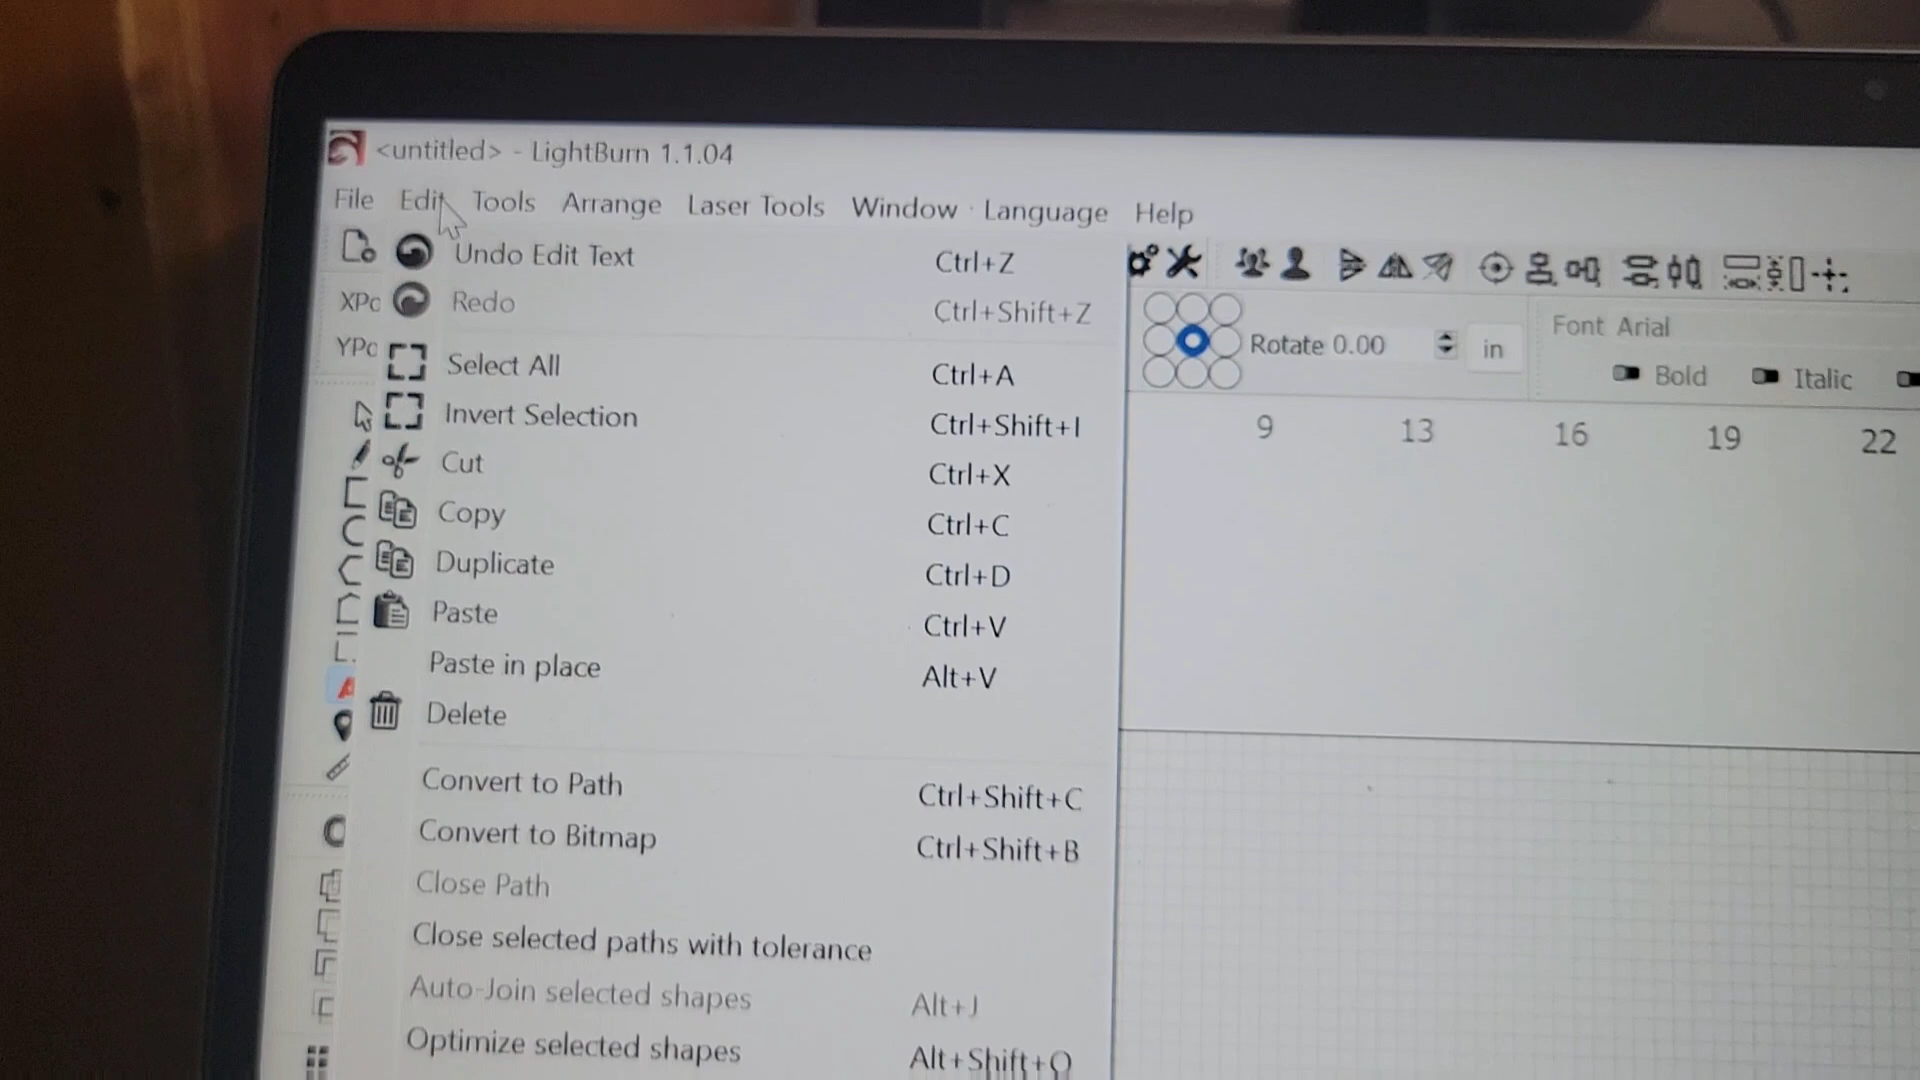 <untitled> - LightBurn 1.1.04
File Edit Tools Arrange Laser Tools Window Language Help
Undo Edit Text Ctrl+Z
Redo Ctrl+Shift+Z
XPo
YPo
Select All Ctrl+A
Invert Selection Ctrl+Shift+I
Cut Ctrl+X
Copy Ctrl+C
Duplicate Ctrl+D
Paste Ctrl+V
Paste in place Alt+V
Delete
Convert to Path Ctrl+Shift+C
Convert to Bitmap Ctrl+Shift+B
Close Path
Close selected paths with tolerance
Auto-Join selected shapes Alt+J
Optimize selected shapes Alt+Shift+O
Rotate 0.00 in
Font Arial
Bold Italic
9 13 16 19 22